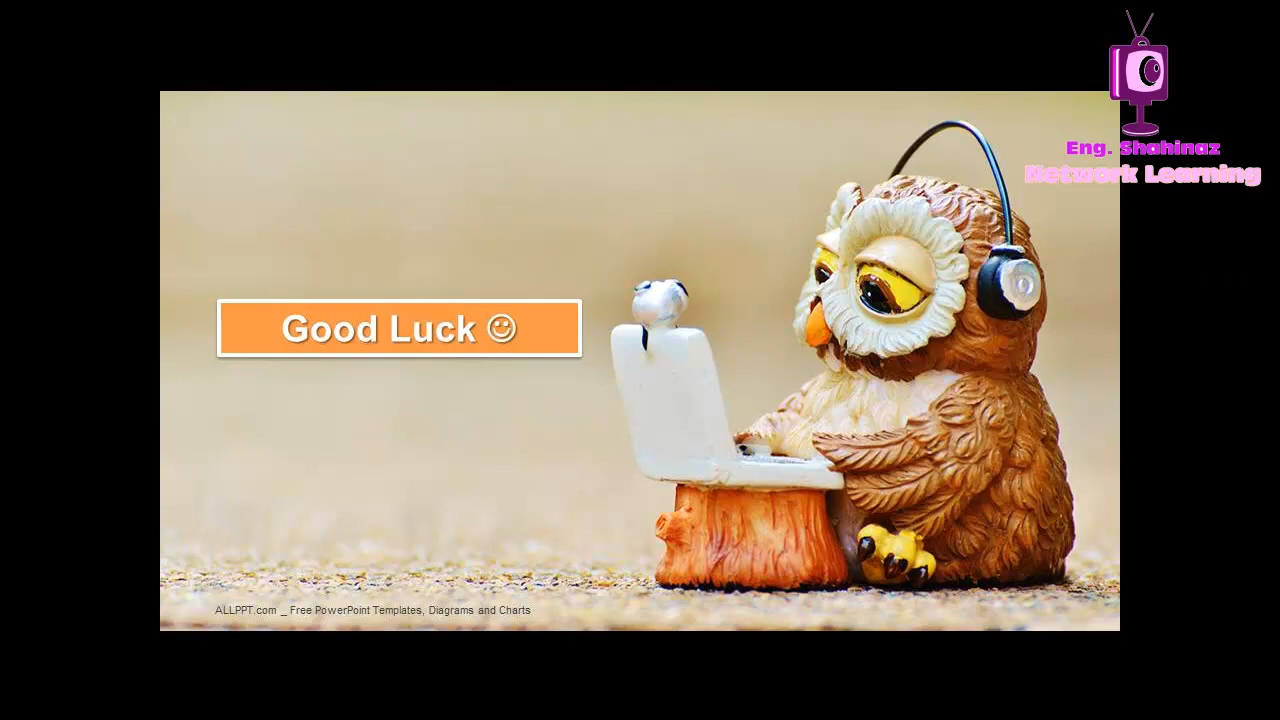 Eng. Shahinaz
Network Learning
Good Luck ☺
ALLPPT.com _ Free PowerPoint Templates, Diagrams and Charts